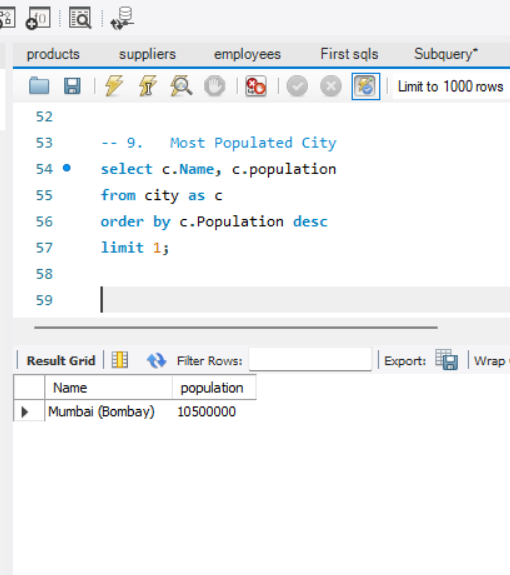 products suppliers employees First sqls Subquery*
Limit to 1000 rows
52
53 -- 9. Most Populated City
54 select c.Name, c.population
55 from city as c
56 order by c.Population desc
57 limit 1;
58
59
Result Grid Filter Rows: Export: Wrap
Name population
Mumbai (Bombay) 10500000